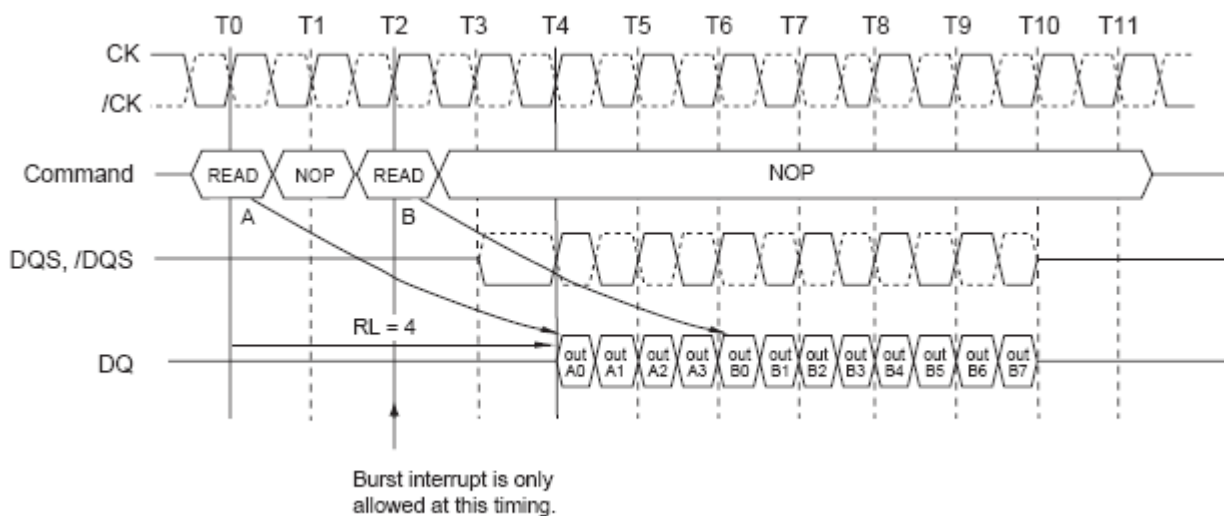 T0 T1 T2 T3 T4 T5 T6 T7 T8 T9 T10 T11
CK
/CK
Command READ NOP READ NOP
A B
DQS, /DQS
RL = 4
DQ
out A0 out A1 out A2 out A3 out B0 out B1 out B2 out B3 out B4 out B5 out B6 out B7
Burst interrupt is only
allowed at this timing.